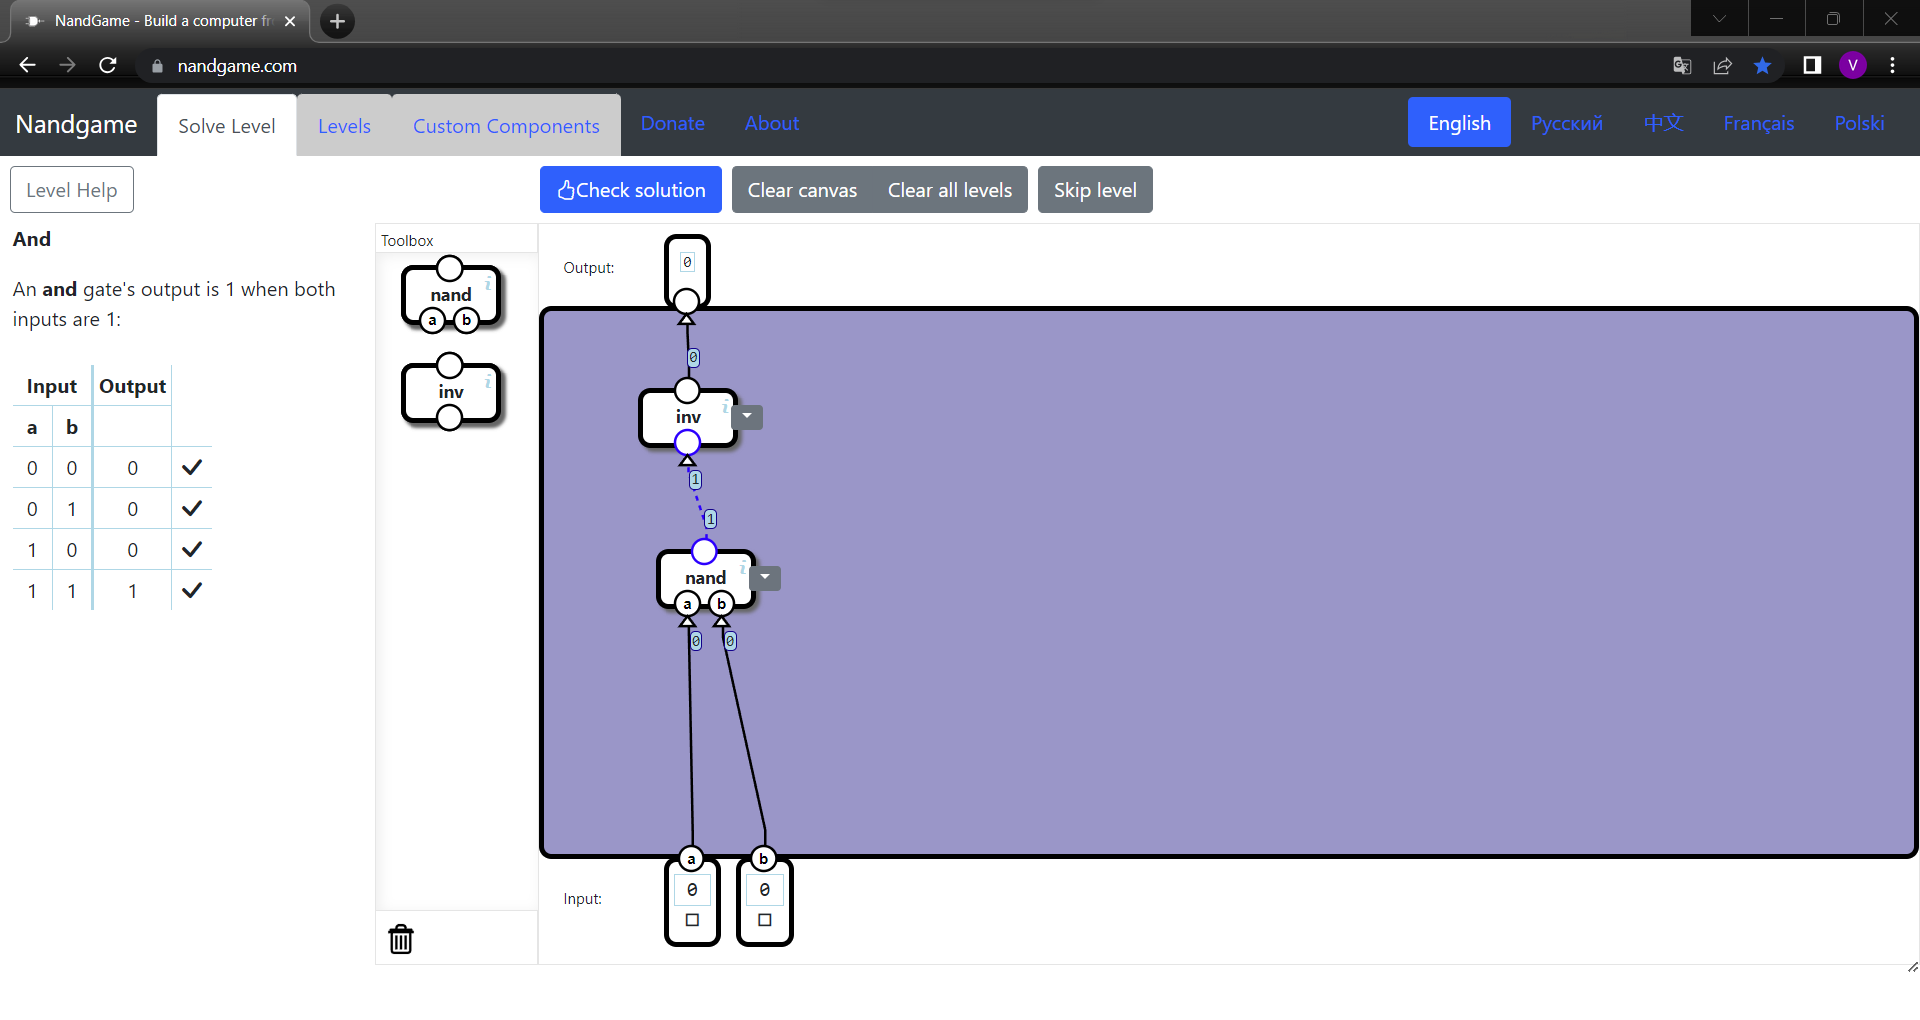 NandGame - Build a computer fr
nandgame.com
V
Nandgame
Solve Level
Levels
Custom Components
Donate
About
English
Русский
中文
Français
Polski
Level Help
Check solution
Clear canvas
Clear all levels
Skip level
And
An and gate's output is 1 when both
inputs are 1:
Input Output
a b
0 0 0
0 1 0
1 0 0
1 1 1
Toolbox
nand
i
a b
inv
i
Output:
0
0
inv
i
1
1
nand
i
a b
0 0
a b
Input:
0 0